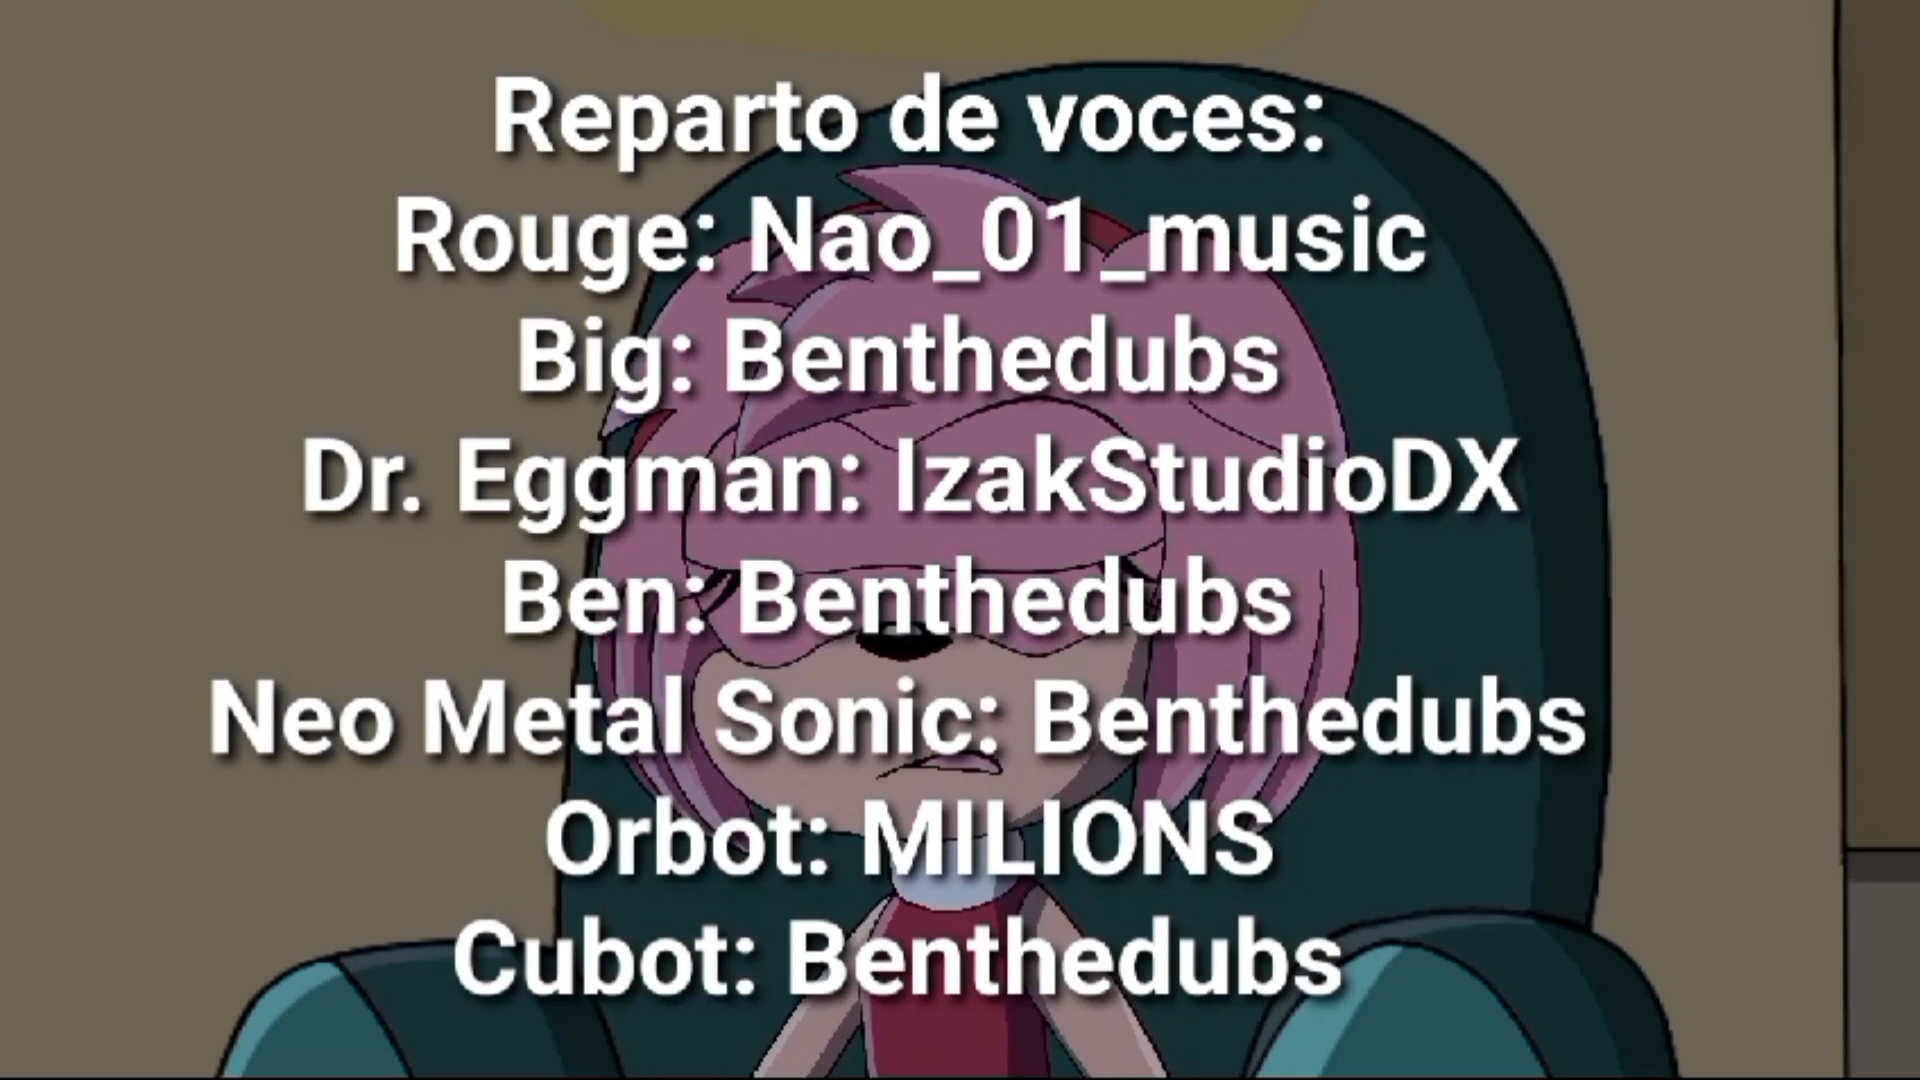 Reparto de voces:
Rouge: Nao_01_music
Big: Benthedubs
Dr. Eggman: IzakStudioDX
Ben: Benthedubs
Neo Metal Sonic: Benthedubs
Orbot: MILIONS
Cubot: Benthedubs